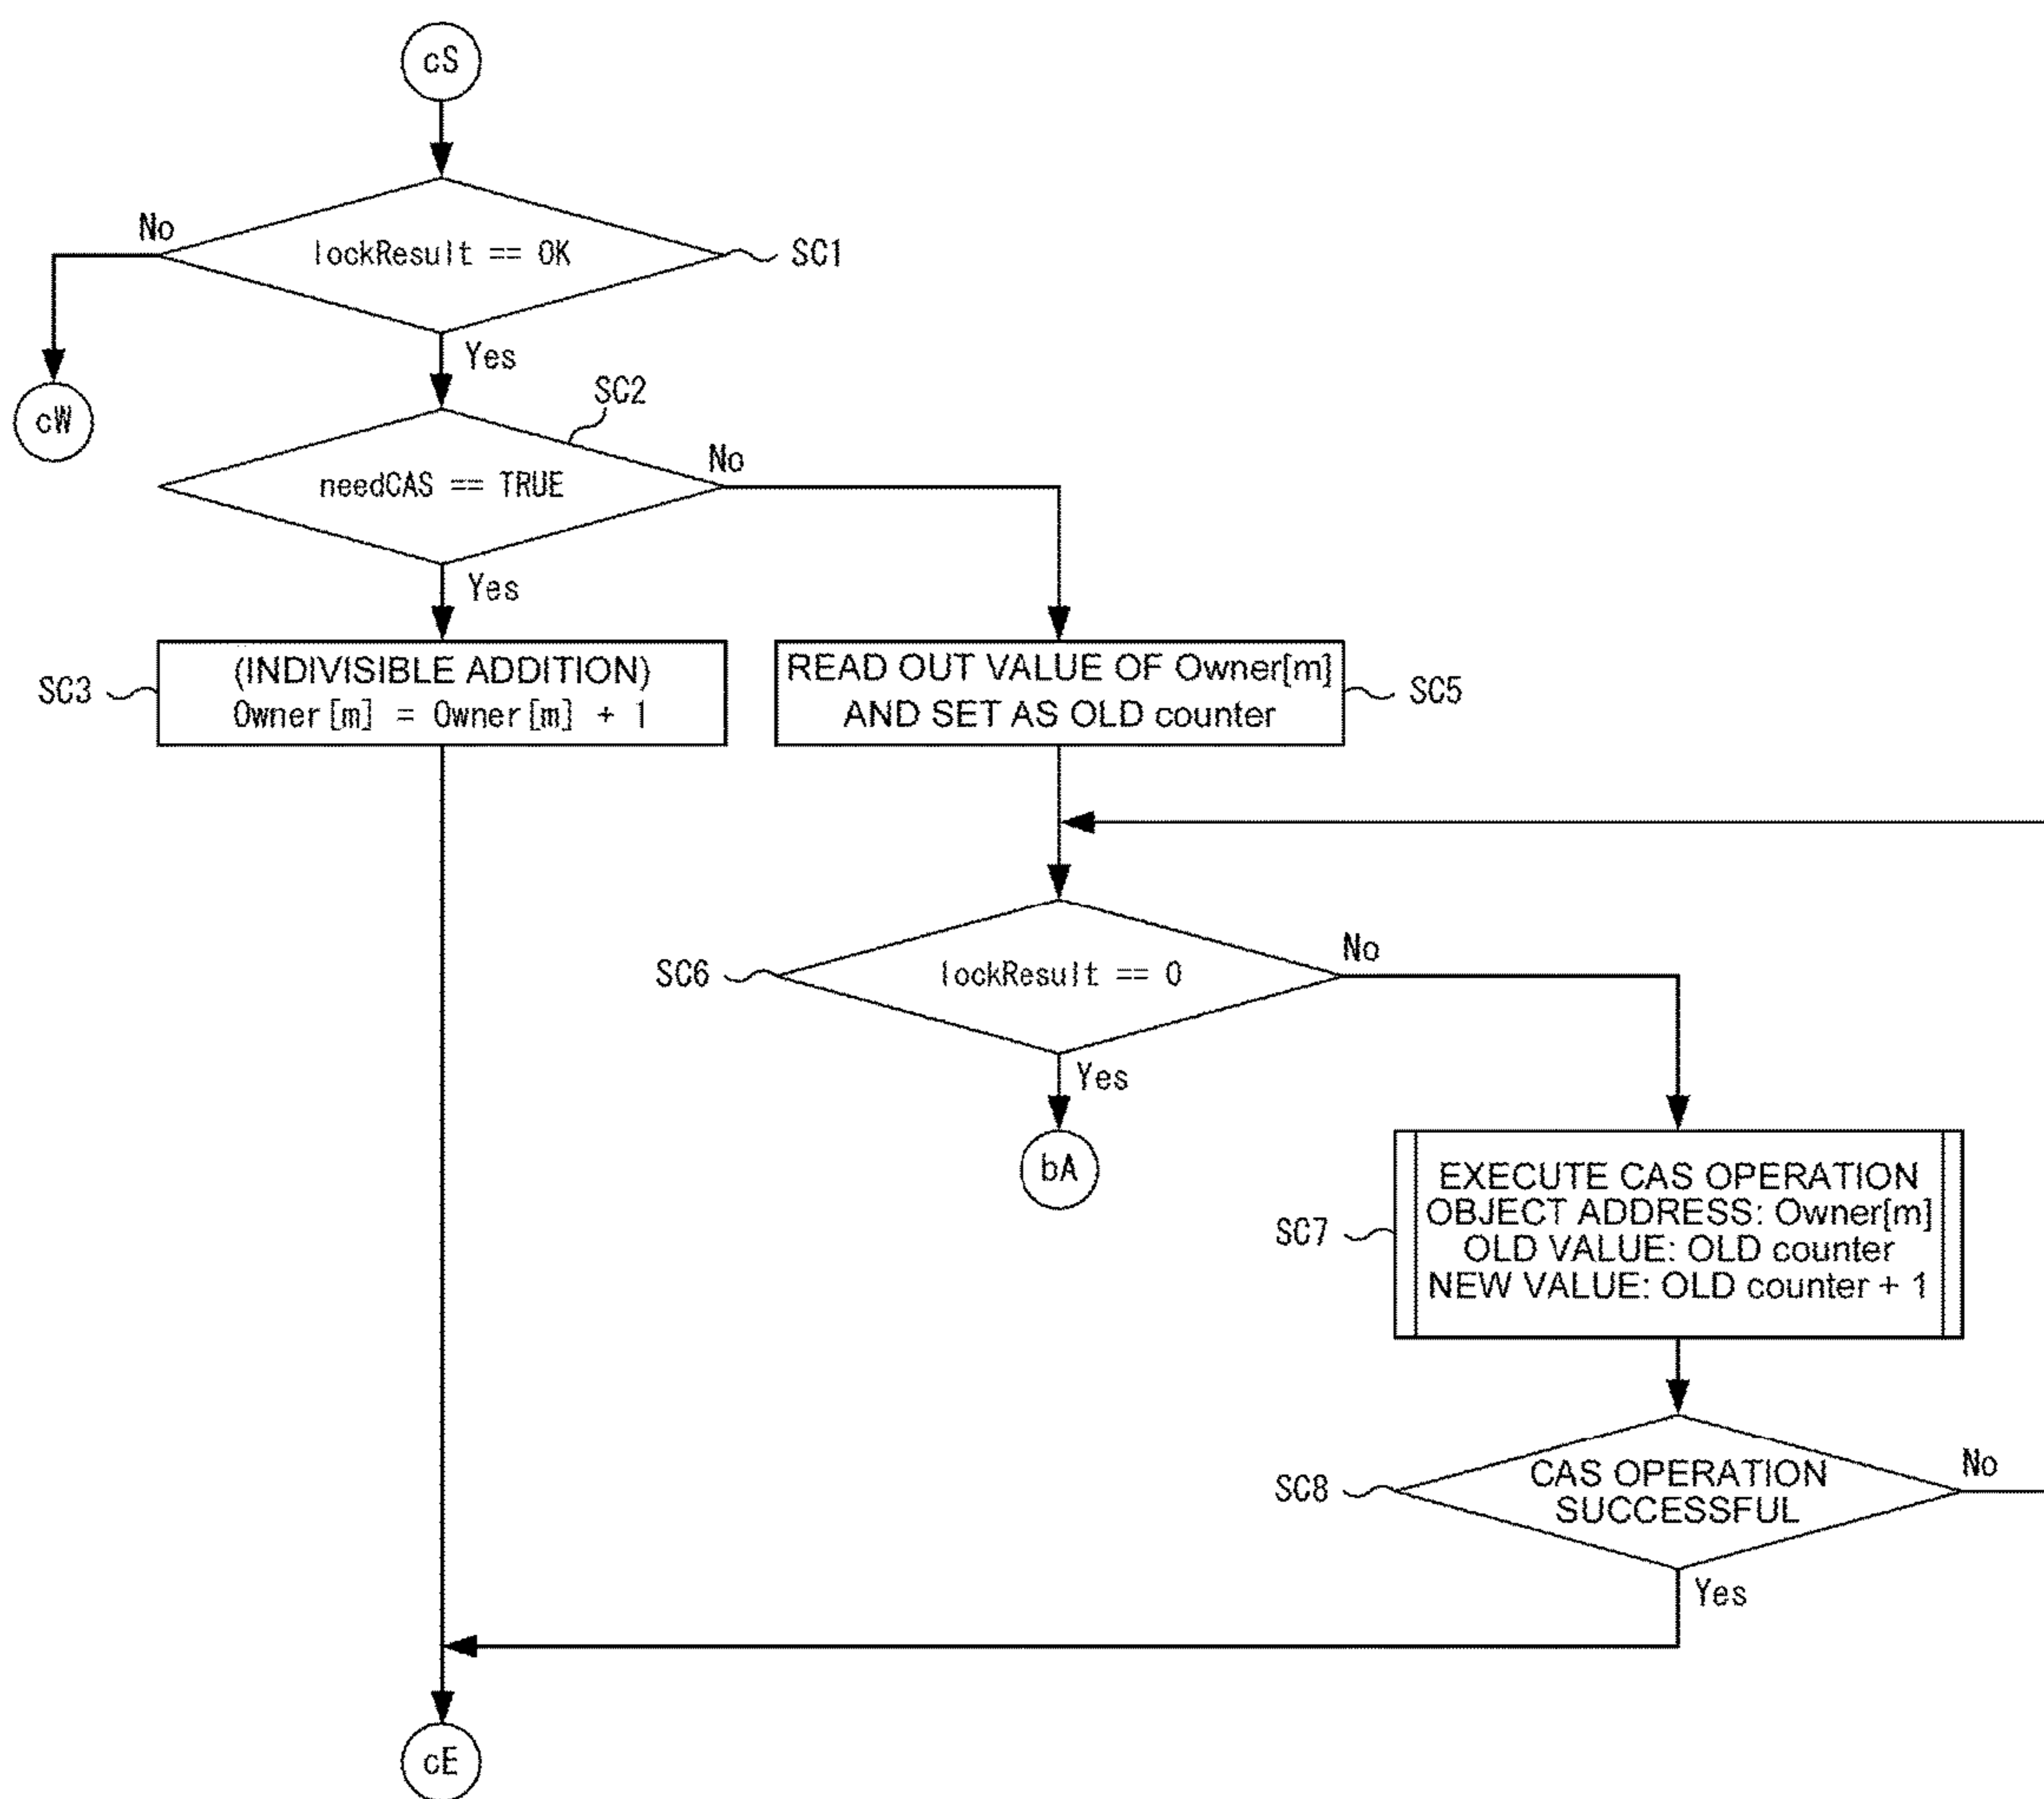 cS
No
lockResult == OK
SC1
Yes
cW
SC2
needCAS == TRUE
No
Yes
SC3
(INDIVISIBLE ADDITION)
Owner[m] = Owner[m] + 1
READ OUT VALUE OF Owner[m]
AND SET AS OLD counter
SC5
SC6
lockResult == 0
No
Yes
bA
SC7
EXECUTE CAS OPERATION
OBJECT ADDRESS: Owner[m]
OLD VALUE: OLD counter
NEW VALUE: OLD counter + 1
SC8
CAS OPERATION
SUCCESSFUL
No
Yes
cE